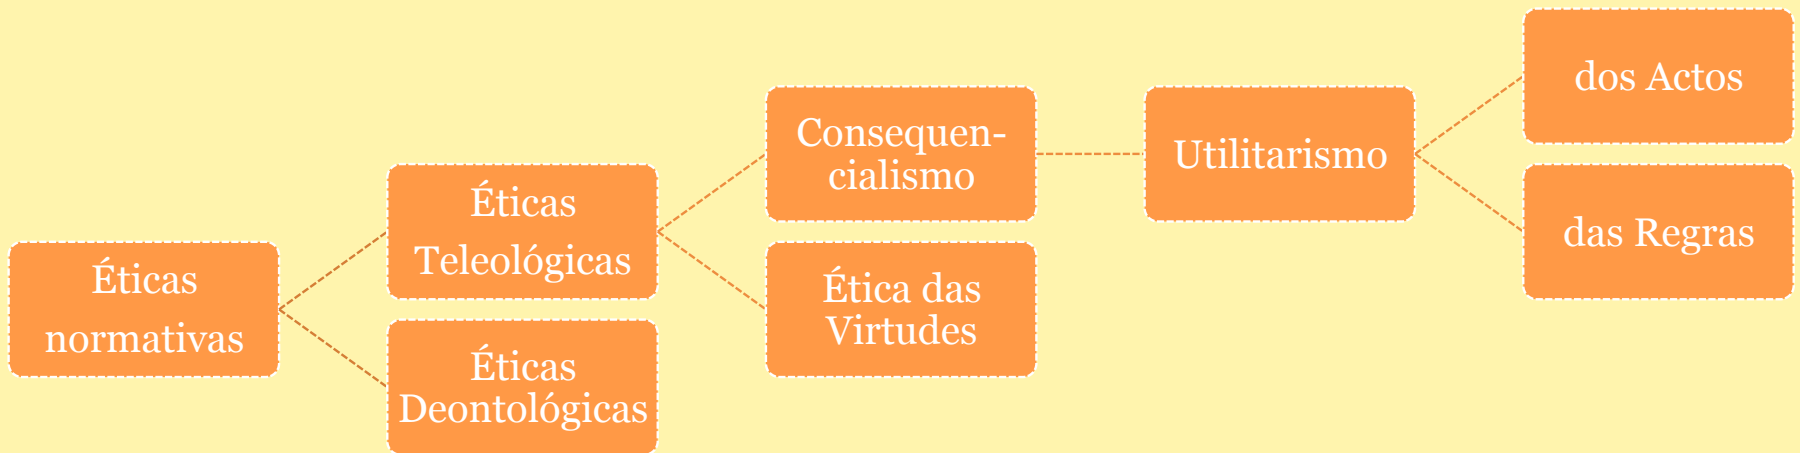 Éticas
normativas
Éticas
Teleológicas
Éticas
Deontológicas
Consequen-
cialismo
Ética das
Virtudes
Utilitarismo
dos Actos
das Regras